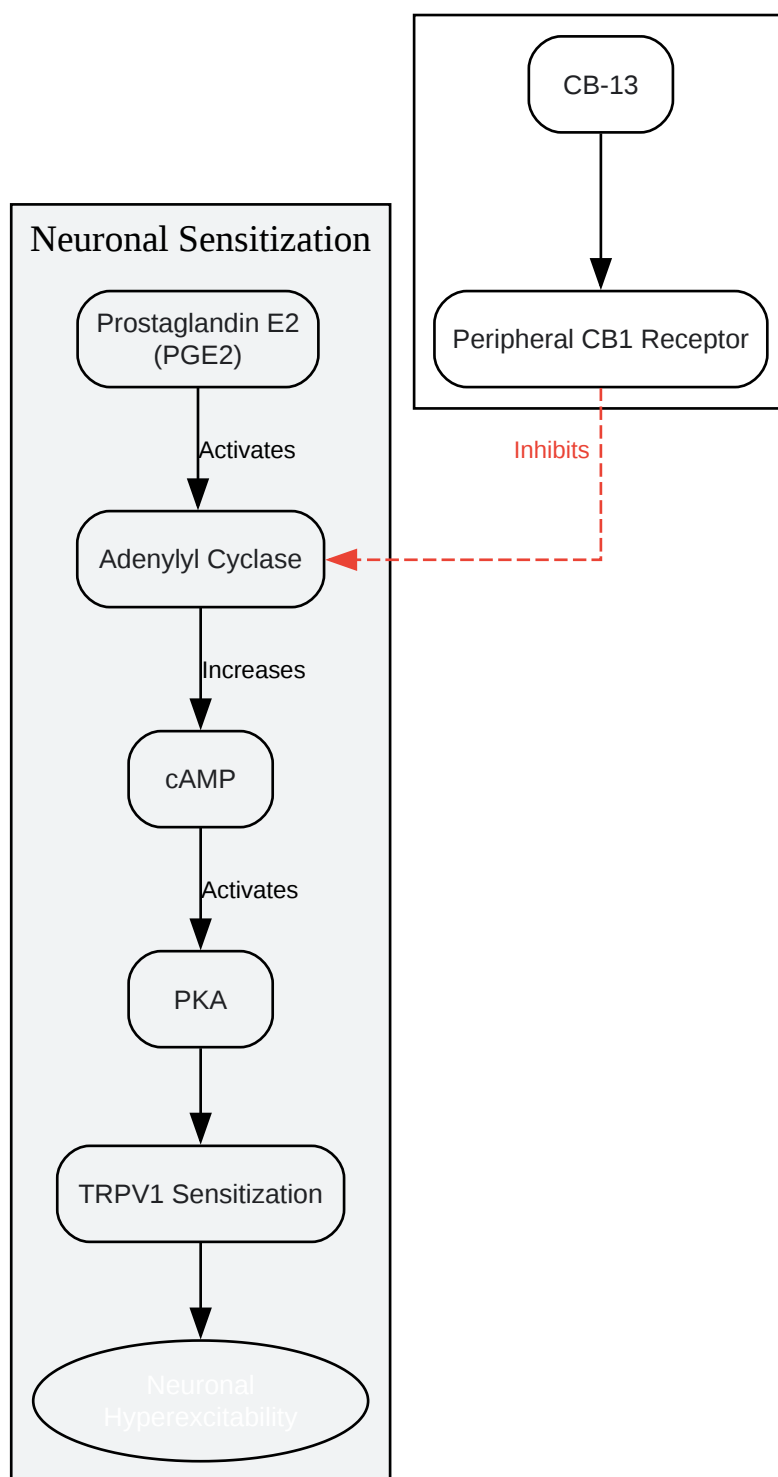 CB-13
Neuronal Sensitization
Prostaglandin E2
(PGE2)
Peripheral CB1 Receptor
Activates
Inhibits
Adenylyl Cyclase
Increases
cAMP
Activates
PKA
TRPV1 Sensitization
Neuronal
Hyperexcitability